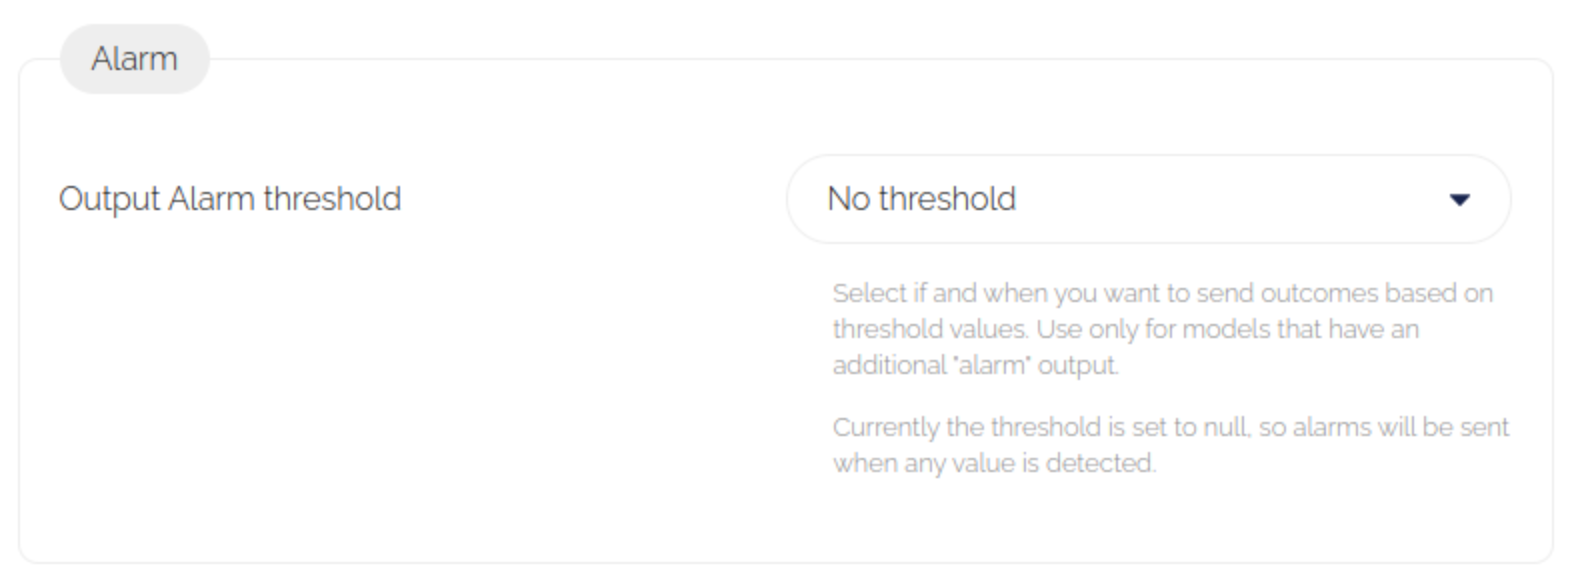 Alarm
Output Alarm threshold
No threshold
Select if and when you want to send outcomes based on
threshold values. Use only for models that have an
additional "alarm" output.
Currently the threshold is set to null, so alarms will be sent
when any value is detected.